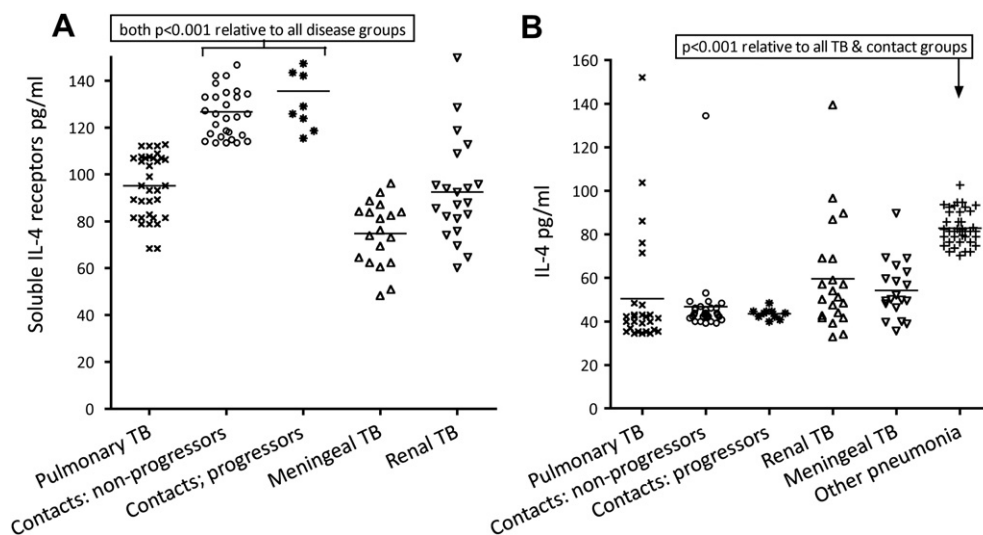 A
both p<0.001 relative to all disease groups
Soluble IL-4 receptors pg/ml
140
120
100
80
60
40
20
0
Pulmonary TB
Contacts: non-progressors
Contacts; progressors
Meningeal TB
Renal TB
B
p<0.001 relative to all TB & contact groups
IL-4 pg/ml
160
140
120
100
80
60
40
20
0
Pulmonary TB
Contacts: non-progressors
Contacts: progressors
Renal TB
Meningeal TB
Other pneumonia